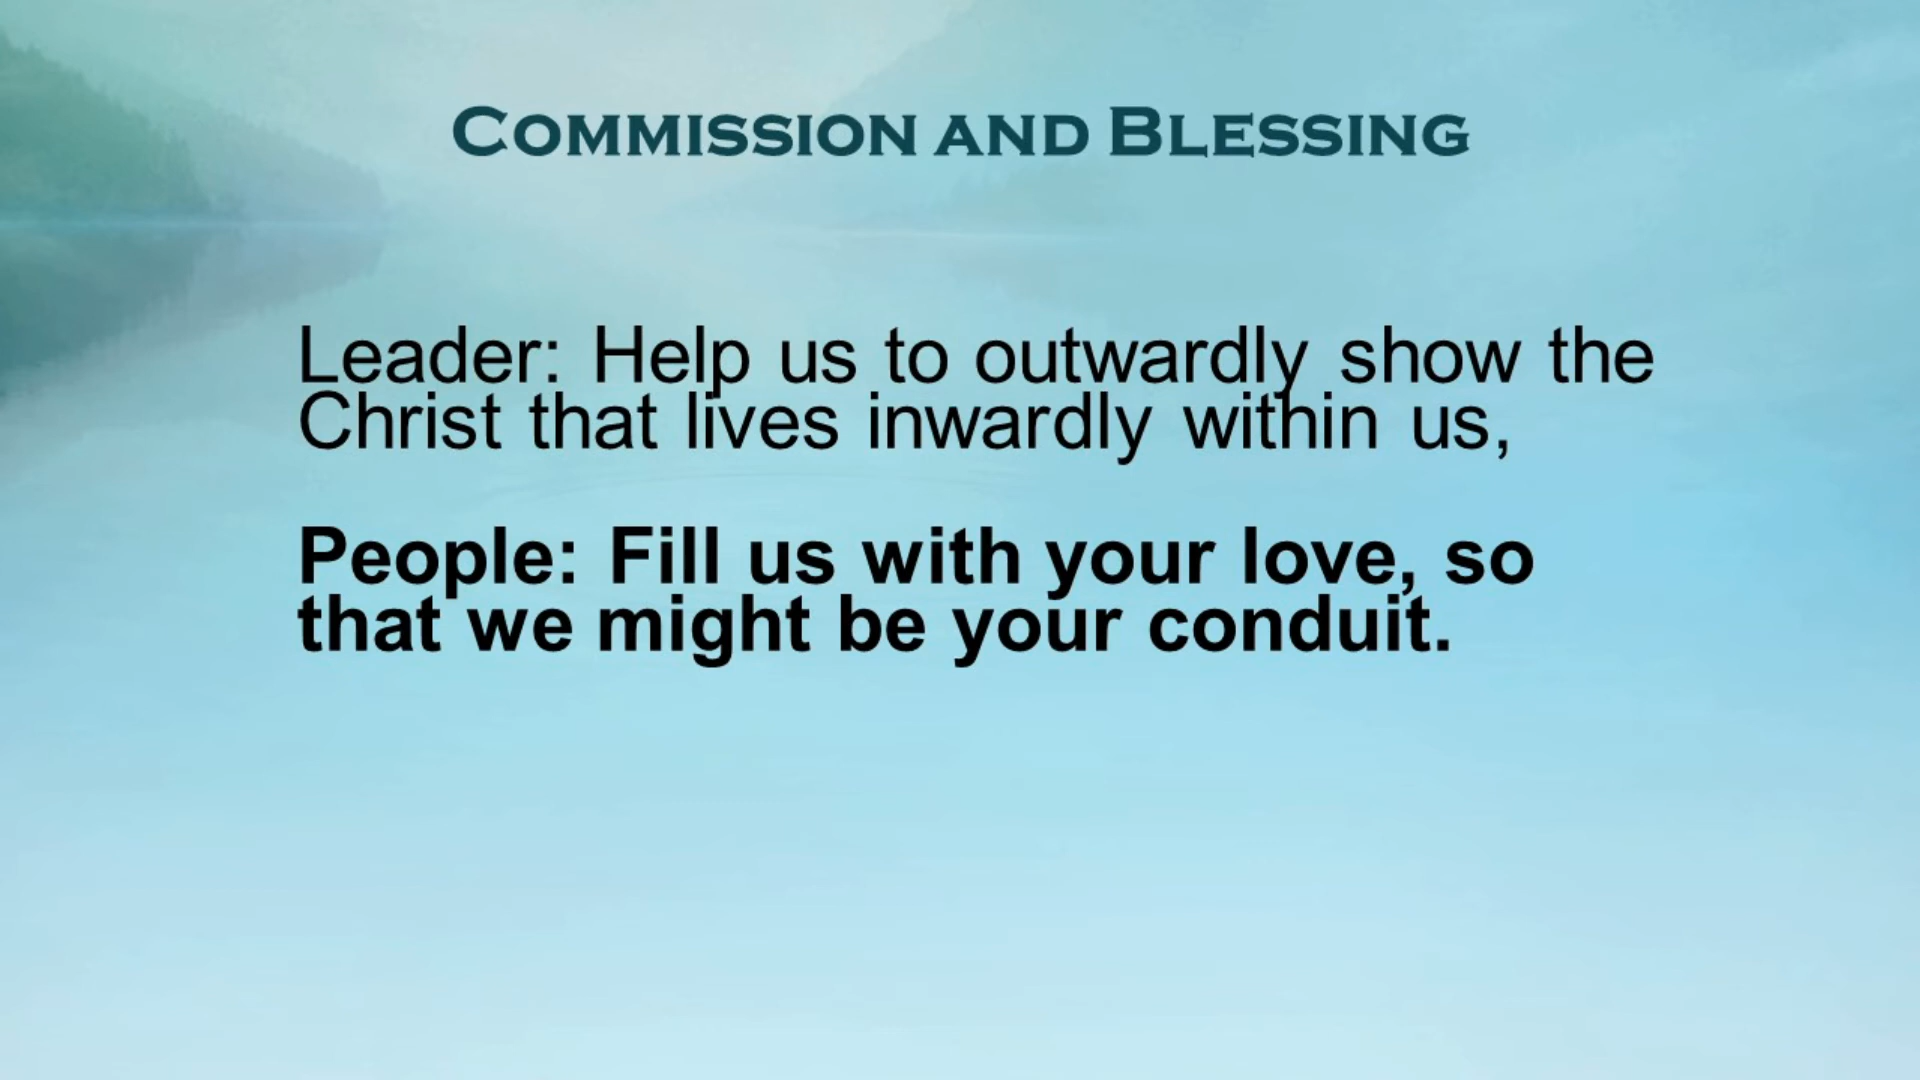 Commission and Blessing
Leader: Help us to outwardly show the
Christ that lives inwardly within us,
People: Fill us with your love, so
that we might be your conduit.